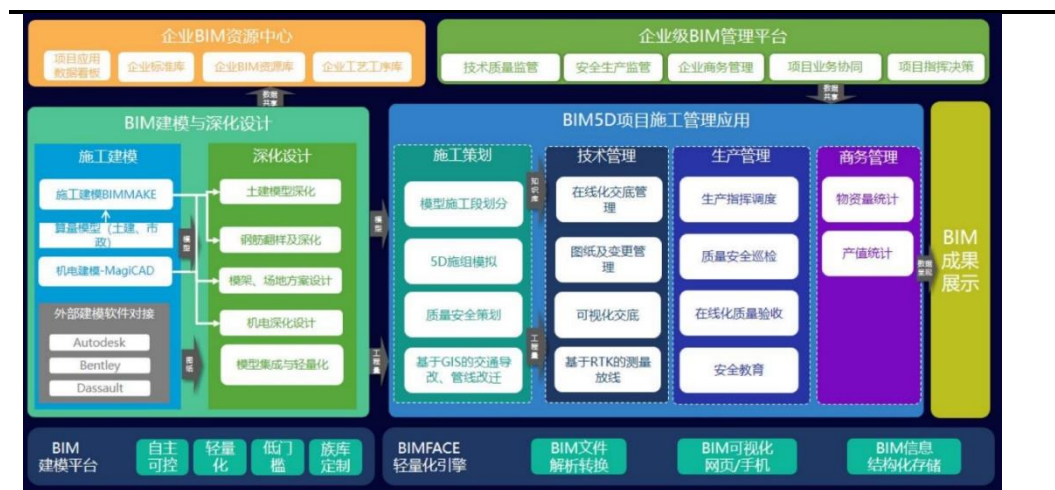 企业BIM资源中心
项目应用
数据看板
企业标准库
企业BIM资源库
企业工艺工序库
企业级BIM管理平台
技术质量监管
安全生产监管
企业商务管理
项目业务协同
项目指挥决策
数据
共享
数据
共享
BIM建模与深化设计
施工建模
施工建模BIMMAKE
算量模型（土建、市
政）
机电建模-MagiCAD
外部建模软件对接
Autodesk
Bentley
Dassault
模型
图纸
深化设计
土建模型深化
钢筋翻样及深化
模架、场地方案设计
机电深化设计
模型集成与轻量化
模型
工程量
BIM5D项目施工管理应用
施工策划
模型施工段划分
5D施组模拟
质量安全策划
基于GIS的交通导
改、管线改迁
知识库
工程量
技术管理
在线化交底管
理
图纸及变更管
理
可视化交底
基于RTK的测量
放线
生产管理
生产指挥调度
质量安全巡检
在线化质量验收
安全教育
商务管理
物资量统计
产值统计
数据
呈现
BIM
成果
展示
BIM
建模平台
自主
可控
轻量
化
低门
槛
族库
定制
BIMFACE
轻量化引擎
BIM文件
解析转换
BIM可视化
网页/手机
BIM信息
结构化存储